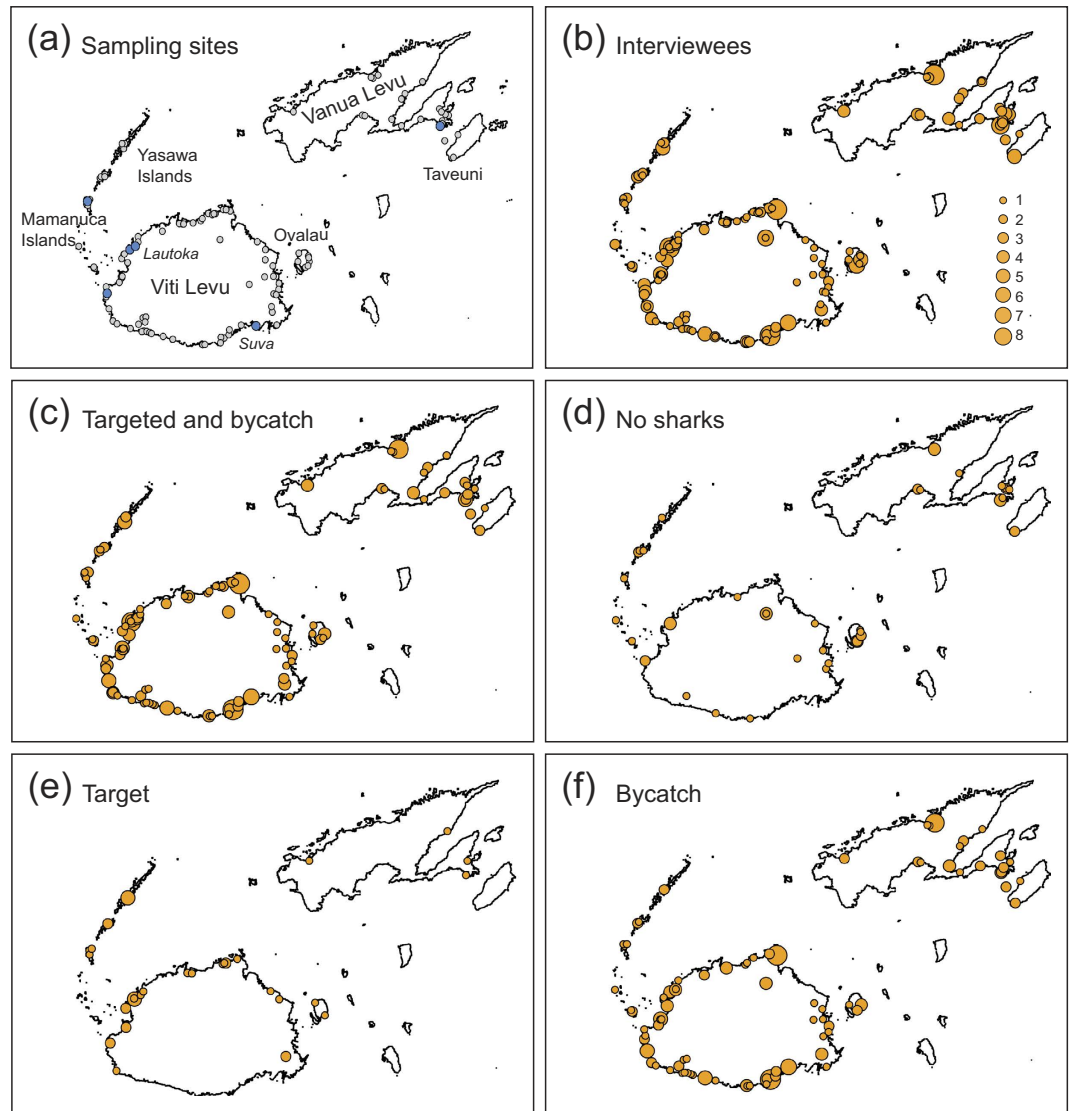 (a) Sampling sites
Vanua Levu
Yasawa
Islands
Taveuni
Mamanuca
Islands
Lautoka
Ovalau
Viti Levu
Suva
(b) Interviewees
1
2
3
4
5
6
7
8
(c) Targeted and bycatch
(d) No sharks
(e) Target
(f) Bycatch